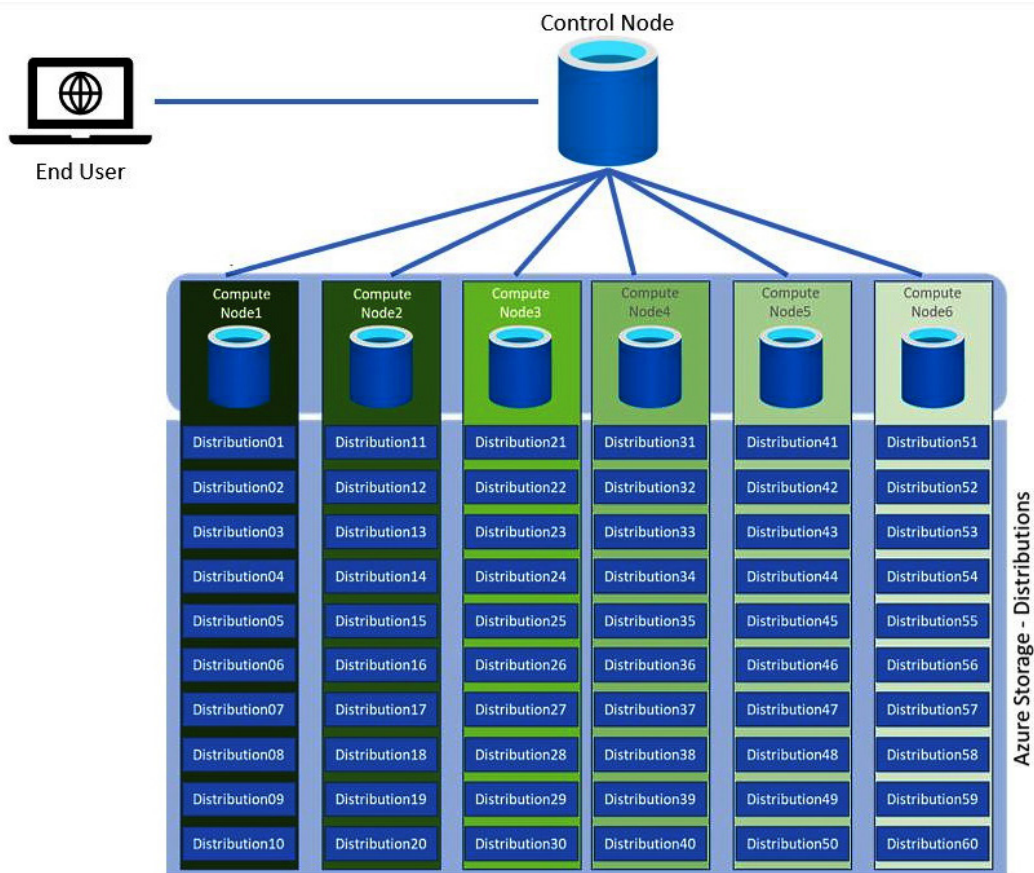 Control Node
End User
Compute
Node1
Compute
Node2
Compute
Node3
Compute
Node4
Compute
Node5
Compute
Node6
Distribution01
Distribution11
Distribution21
Distribution31
Distribution41
Distribution51
Distribution02
Distribution12
Distribution22
Distribution32
Distribution42
Distribution52
Distribution03
Distribution13
Distribution23
Distribution33
Distribution43
Distribution53
Distribution04
Distribution14
Distribution24
Distribution34
Distribution44
Distribution54
Distribution05
Distribution15
Distribution25
Distribution35
Distribution45
Distribution55
Distribution06
Distribution16
Distribution26
Distribution36
Distribution46
Distribution56
Distribution07
Distribution17
Distribution27
Distribution37
Distribution47
Distribution57
Distribution08
Distribution18
Distribution28
Distribution38
Distribution48
Distribution58
Distribution09
Distribution19
Distribution29
Distribution39
Distribution49
Distribution59
Distribution10
Distribution20
Distribution30
Distribution40
Distribution50
Distribution60
Azure Storage - Distributions